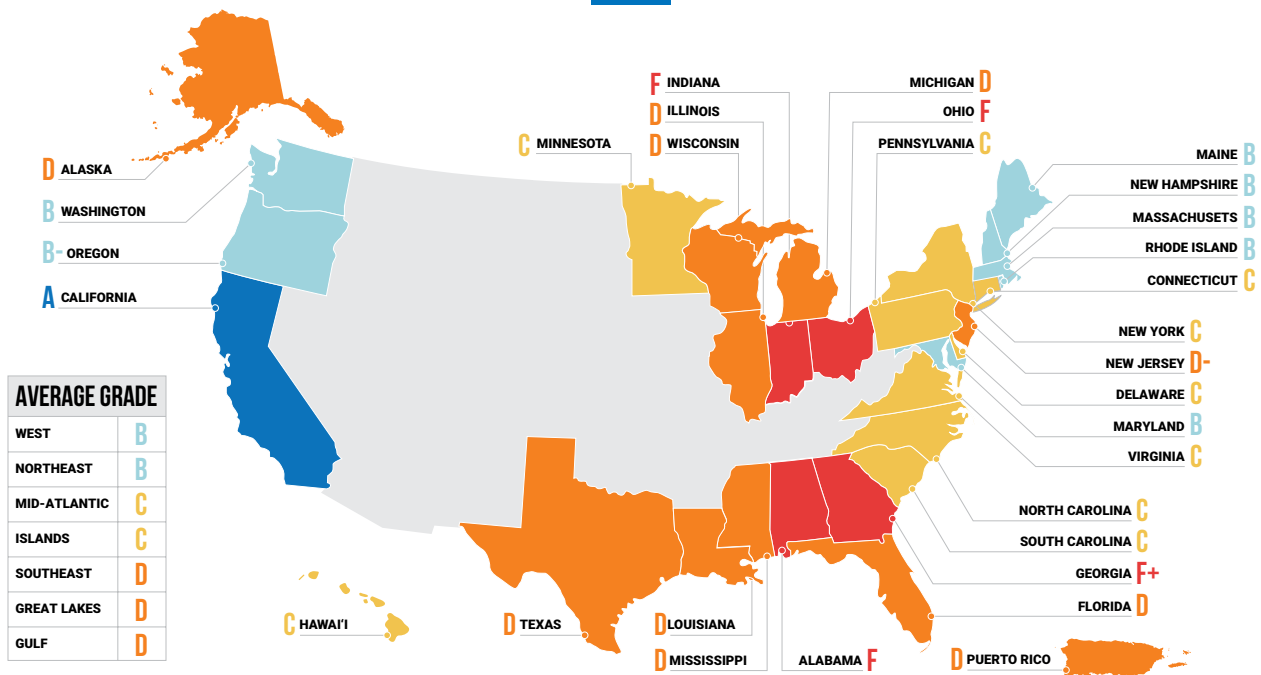 F INDIANA
D ILLINOIS
D WISCONSIN
C MINNESOTA
MICHIGAN D
OHIO F
PENNSYLVANIA C
D ALASKA
B WASHINGTON
B- OREGON
A CALIFORNIA
MAINE B
NEW HAMPSHIRE B
MASSACHUSETS B
RHODE ISLAND B
CONNECTICUT C
NEW YORK C
NEW JERSEY D-
DELAWARE C
MARYLAND B
VIRGINIA C
NORTH CAROLINA C
SOUTH CAROLINA C
GEORGIA F+
FLORIDA D
AVERAGE GRADE
WEST B
NORTHEAST B
MID-ATLANTIC C
ISLANDS C
SOUTHEAST D
GREAT LAKES D
GULF D
C HAWAI'I
D TEXAS
D LOUISIANA
D MISSISSIPPI
ALABAMA F
D PUERTO RICO